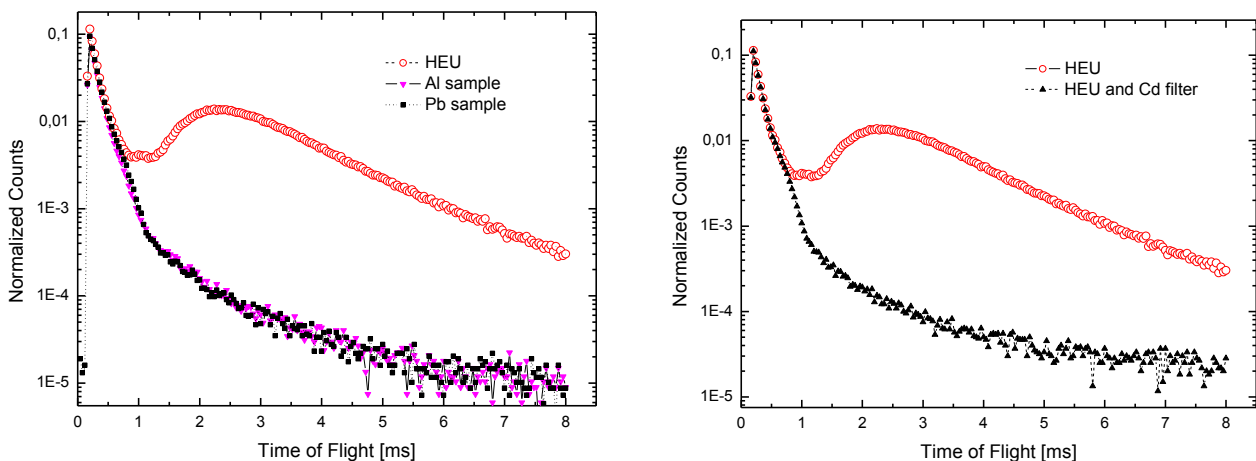 0,1
0,01
1E-3
1E-4
1E-5
Normalized Counts
0 1 2 3 4 5 6 7 8
Time of Flight [ms]
HEU
Al sample
Pb sample
0,1
0,01
1E-3
1E-4
1E-5
Normalized Counts
0 1 2 3 4 5 6 7 8
Time of Flight [ms]
HEU
HEU and Cd filter